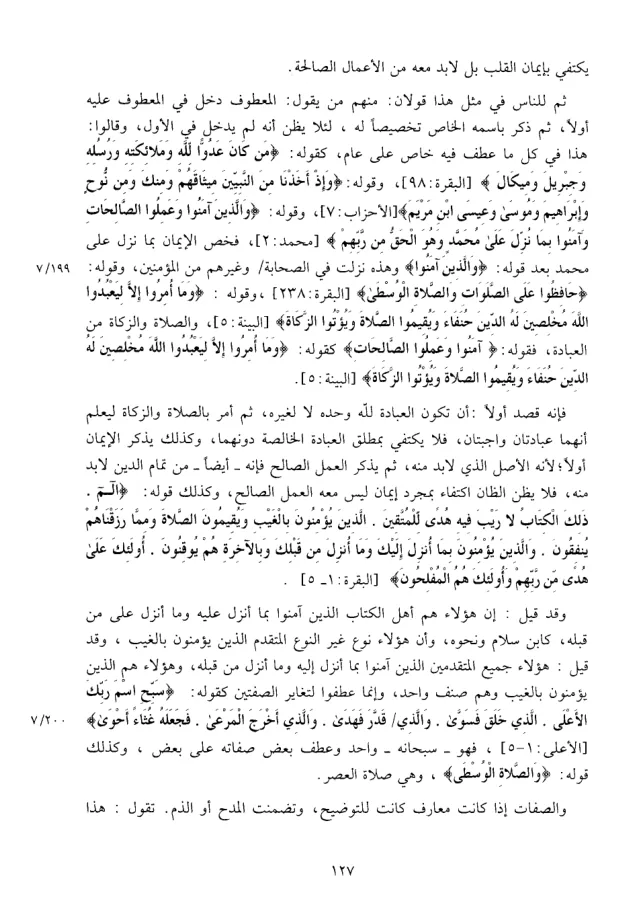 يكتفي بإيمان القلب بل لابد معه من الأعمال الصالحة.
ثم للناس في مثل هذا قولان: منهم من يقول: المعطوف دخل في المعطوف عليه
أولاً، ثم ذكر باسمه الخاص تخصيصاً له ، لئلا يظن أنه لم يدخل في الأول، وقالوا:
هذا في كل ما عطف فيه خاص على عام، كقوله: ﴿مَن كَانَ عَدُوًّا لِّلَّهِ وَمَلائِكَتِهِ وَرُسُلِهِ
وَجِبْرِيلَ وَمِيكَالَ ﴾ [البقرة:٩٨]، وقوله: ﴿وَإِذْ أَخَذْنَا مِنَ النَّبِيِّينَ مِيثَاقَهُمْ وَمِنكَ وَمِن نُّوحٍ
وَإِبْرَاهِيمَ وَمُوسَىٰ وَعِيسَى ابْنِ مَرْيَمَ﴾[الأحزاب:٧]، وقوله: ﴿وَالَّذِينَ آمَنُوا وَعَمِلُوا الصَّالِحَاتِ
وَآمَنُوا بِمَا نُزِّلَ عَلَىٰ مُحَمَّدٍ وَهُوَ الْحَقُّ مِن رَّبِّهِمْ ﴾ [محمد:٢]، فخص الإيمان بما نزل على
محمد بعد قوله: ﴿وَالَّذِينَ آمَنُوا﴾ وهذه نزلت في الصحابة/ وغيرهم من المؤمنين، وقوله: ٧/١٩٩
﴿حَافِظُوا عَلَى الصَّلَوَاتِ وَالصَّلاةِ الْوُسْطَىٰ﴾ [البقرة:٢٣٨] ،وقوله : ﴿وَمَا أُمِرُوا إِلاَّ لِيَعْبُدُوا
اللَّهَ مُخْلِصِينَ لَهُ الدِّينَ حُنَفَاءَ وَيُقِيمُوا الصَّلاةَ وَيُؤْتُوا الزَّكَاةَ﴾ [البينة:٥]، والصلاة والزكاة من
العبادة، فقوله:﴿ آمَنُوا وَعَمِلُوا الصَّالِحَاتِ﴾ كقوله: ﴿وَمَا أُمِرُوا إِلاَّ لِيَعْبُدُوا اللَّهَ مُخْلِصِينَ لَهُ
الدِّينَ حُنَفَاءَ وَيُقِيمُوا الصَّلاةَ وَيُؤْتُوا الزَّكَاةَ﴾ [البينة:٥].
فإنه قصد أولاً :أن تكون العبادة لله وحده لا لغيره، ثم أمر بالصلاة والزكاة ليعلم
أنهما عبادتان واجبتان، فلا يكتفي بمطلق العبادة الخالصة دونهما، وكذلك يذكر الإيمان
أولاً؛لأنه الأصل الذي لابد منه، ثم يذكر العمل الصالح فإنه ـ أيضاً ـ من تمام الدين لابد
منه، فلا يظن الظان اكتفاء بمجرد إيمان ليس معه العمل الصالح، وكذلك قوله: ﴿الٓـمٓ .
ذَلِكَ الْكِتَابُ لا رَيْبَ فِيهِ هُدًى لِّلْمُتَّقِينَ . الَّذِينَ يُؤْمِنُونَ بِالْغَيْبِ وَيُقِيمُونَ الصَّلاةَ وَمِمَّا رَزَقْنَاهُمْ
يُنفِقُونَ . وَالَّذِينَ يُؤْمِنُونَ بِمَا أُنزِلَ إِلَيْكَ وَمَا أُنزِلَ مِن قَبْلِكَ وَبِالآخِرَةِ هُمْ يُوقِنُونَ . أُولَئِكَ عَلَىٰ
هُدًى مِّن رَّبِّهِمْ وَأُولَئِكَ هُمُ الْمُفْلِحُونَ﴾ [البقرة:١ـ ٥] .
وقد قيل : إن هؤلاء هم أهل الكتاب الذين آمنوا بما أنزل عليه وما أنزل على من
قبله، كابن سلام ونحوه، وأن هؤلاء نوع غير النوع المتقدم الذين يؤمنون بالغيب ، وقد
قيل : هؤلاء جميع المتقدمين الذين آمنوا بما أنزل إليه وما أنزل من قبله، وهؤلاء هم الذين
يؤمنون بالغيب وهم صنف واحد، وإنما عطفوا لتغاير الصفتين كقوله: ﴿سَبِّحِ اسْمَ رَبِّكَ
الأَعْلَى . الَّذِي خَلَقَ فَسَوَّىٰ . وَالَّذِي/ قَدَّرَ فَهَدَىٰ . وَالَّذِي أَخْرَجَ الْمَرْعَىٰ . فَجَعَلَهُ غُثَاءً أَحْوَىٰ﴾ ٧/٢٠٠
[الأعلى:١-٥] ، فهو ـ سبحانه ـ واحد وعطف بعض صفاته على بعض ، وكذلك
قوله: ﴿وَالصَّلاةِ الْوُسْطَىٰ﴾ ، وهي صلاة العصر.
والصفات إذا كانت معارف كانت للتوضيح، وتضمنت المدح أو الذم. تقول : هذا
١٢٧